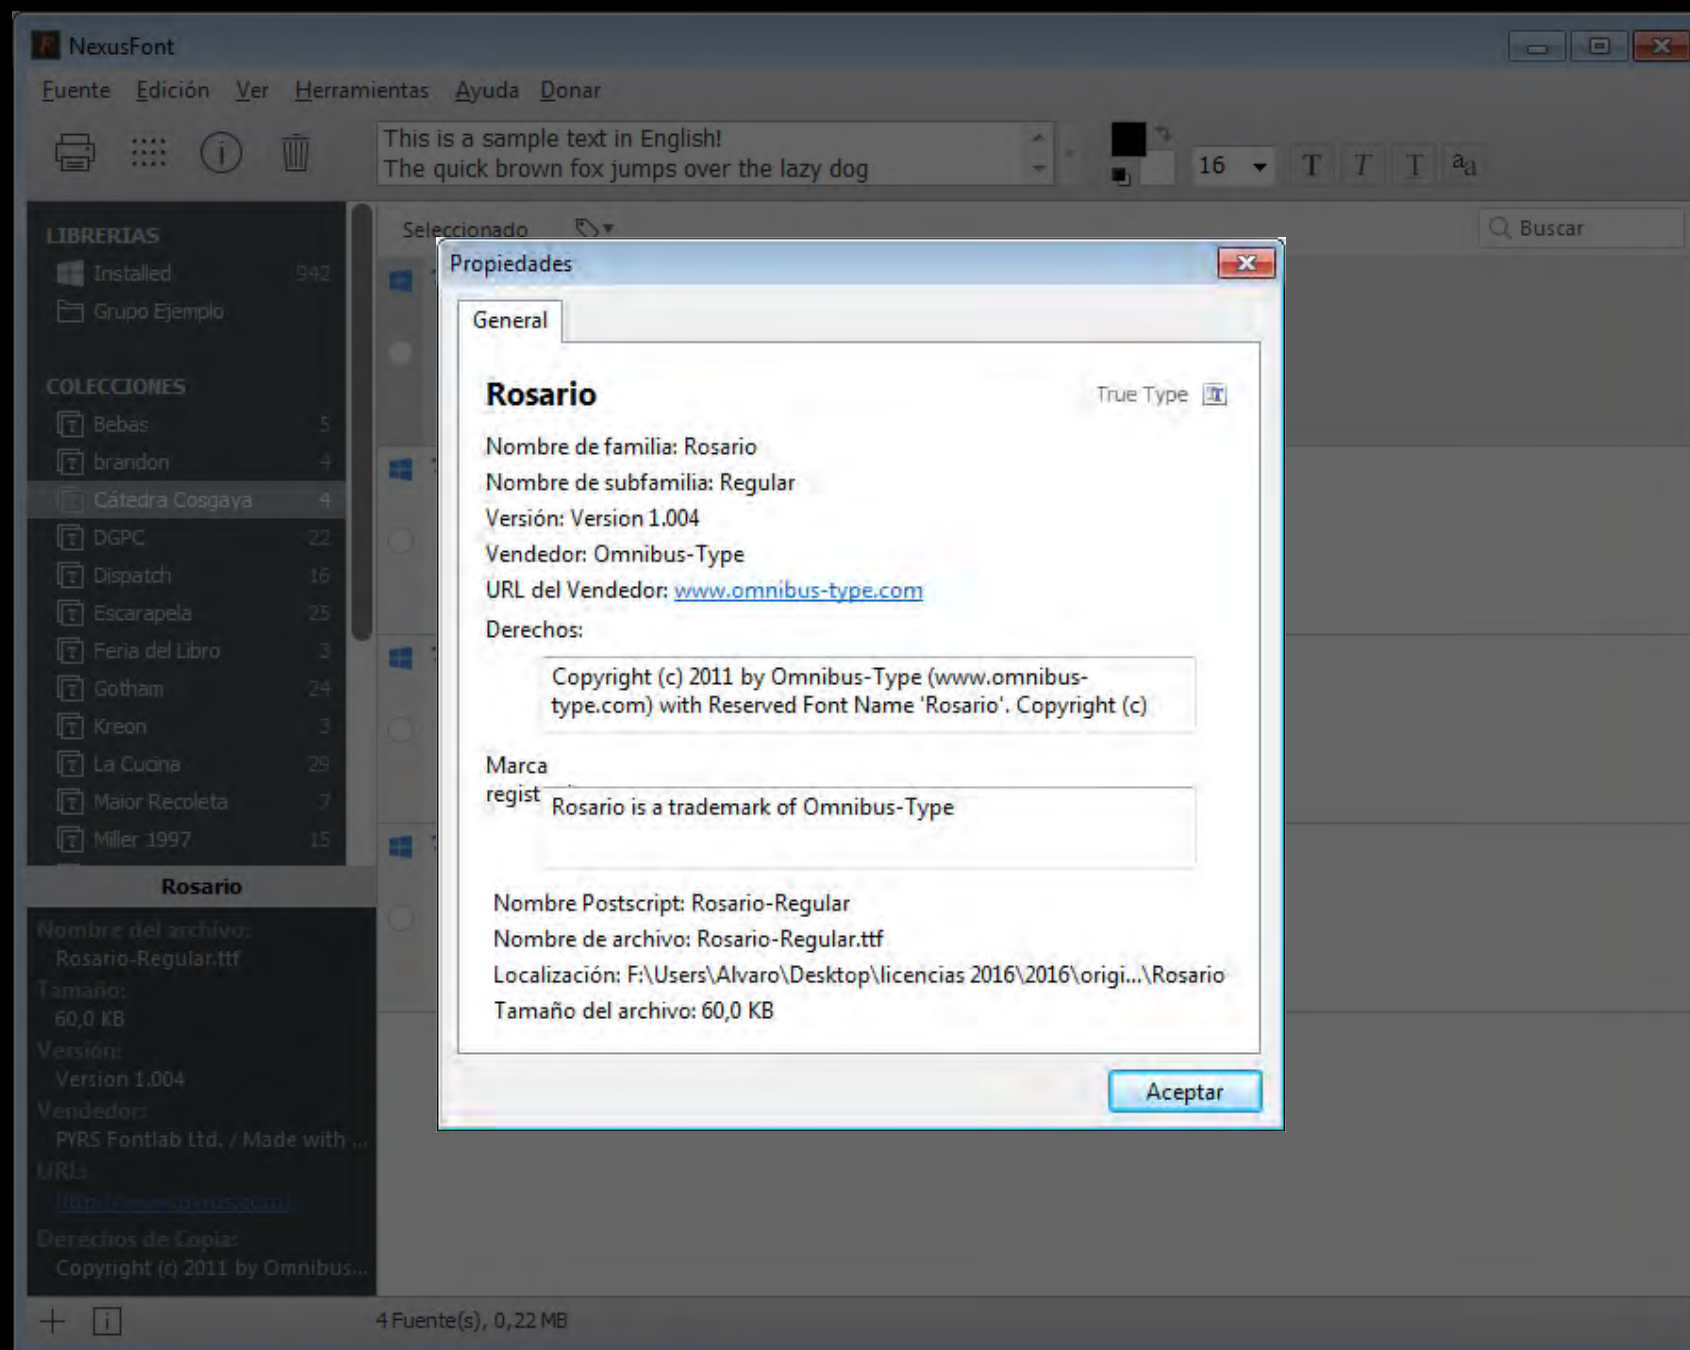 NexusFont
Fuente Edición Ver Herramientas Ayuda Donar
This is a sample text in English!
The quick brown fox jumps over the lazy dog
16 T T T aa
LIBRERIAS
Installed 942
Grupo Ejemplo
COLECCIONES
Bebas 5
brandon 4
Cátedra Cosgaya 4
DGPC 22
Dispatch 16
Escarapela 25
Feria del Libro 3
Gotham 24
Kreon 3
La Cucina 29
Maior Recoleta 7
Miller 1997 15
Rosario
Nombre del archivo:
Rosario-Regular.ttf
Tamaño:
60,0 KB
Versión:
Version 1.004
Vendedor:
PYRS Fontlab Ltd. / Made with ...
URL:
Derechos de Copia:
Copyright (c) 2011 by Omnibus...
Seleccionado
Buscar
Propiedades
General
Rosario True Type
Nombre de familia: Rosario
Nombre de subfamilia: Regular
Versión: Version 1.004
Vendedor: Omnibus-Type
URL del Vendedor: www.omnibus-type.com
Derechos:
Copyright (c) 2011 by Omnibus-Type (www.omnibus-
type.com) with Reserved Font Name 'Rosario'. Copyright (c)
Marca
regist
Rosario is a trademark of Omnibus-Type
Nombre Postscript: Rosario-Regular
Nombre de archivo: Rosario-Regular.ttf
Localización: F:\Users\Alvaro\Desktop\licencias 2016\2016\origi...\Rosario
Tamaño del archivo: 60,0 KB
Aceptar
4 Fuente(s), 0,22 MB